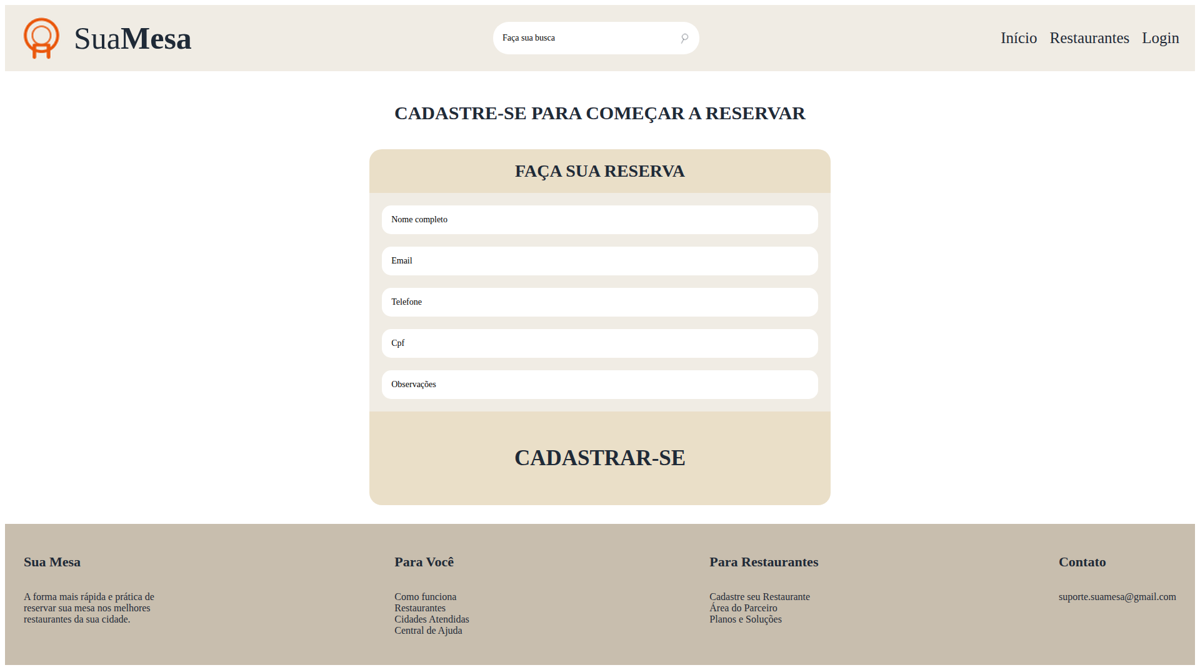 SuaMesa
Faça sua busca
Início Restaurantes Login
CADASTRE-SE PARA COMEÇAR A RESERVAR
FAÇA SUA RESERVA
Nome completo
Email
Telefone
Cpf
Observações
CADASTRAR-SE
Sua Mesa
A forma mais rápida e prática de
reservar sua mesa nos melhores
restaurantes da sua cidade.
Para Você
Como funciona
Restaurantes
Cidades Atendidas
Central de Ajuda
Para Restaurantes
Cadastre seu Restaurante
Área do Parceiro
Planos e Soluções
Contato
suporte.suamesa@gmail.com